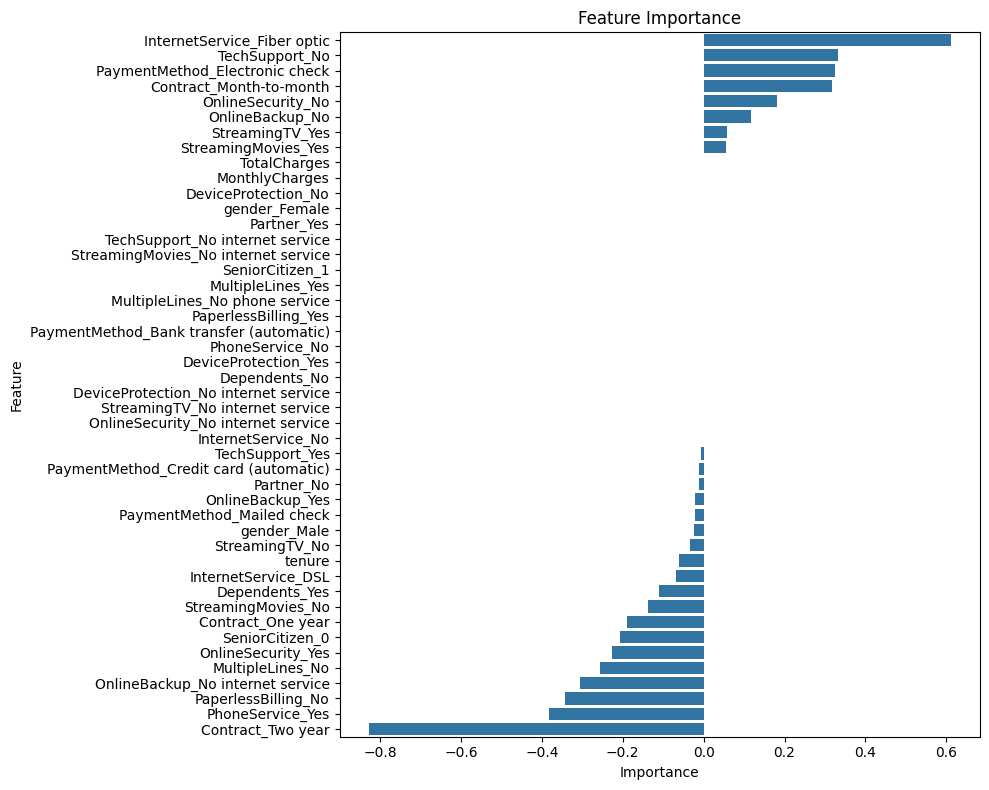 Feature Importance
InternetService_Fiber optic
TechSupport_No
PaymentMethod_Electronic check
Contract_Month-to-month
OnlineSecurity_No
OnlineBackup_No
StreamingTV_Yes
StreamingMovies_Yes
TotalCharges
MonthlyCharges
DeviceProtection_No
gender_Female
Partner_Yes
TechSupport_No internet service
StreamingMovies_No internet service
SeniorCitizen_1
MultipleLines_Yes
MultipleLines_No phone service
PaperlessBilling_Yes
PaymentMethod_Bank transfer (automatic)
PhoneService_No
DeviceProtection_Yes
Dependents_No
DeviceProtection_No internet service
StreamingTV_No internet service
OnlineSecurity_No internet service
InternetService_No
TechSupport_Yes
PaymentMethod_Credit card (automatic)
Partner_No
OnlineBackup_Yes
PaymentMethod_Mailed check
gender_Male
StreamingTV_No
tenure
InternetService_DSL
Dependents_Yes
StreamingMovies_No
Contract_One year
SeniorCitizen_0
OnlineSecurity_Yes
MultipleLines_No
OnlineBackup_No internet service
PaperlessBilling_No
PhoneService_Yes
Contract_Two year
Feature
−0.8 −0.6 −0.4 −0.2 0.0 0.2 0.4 0.6
Importance